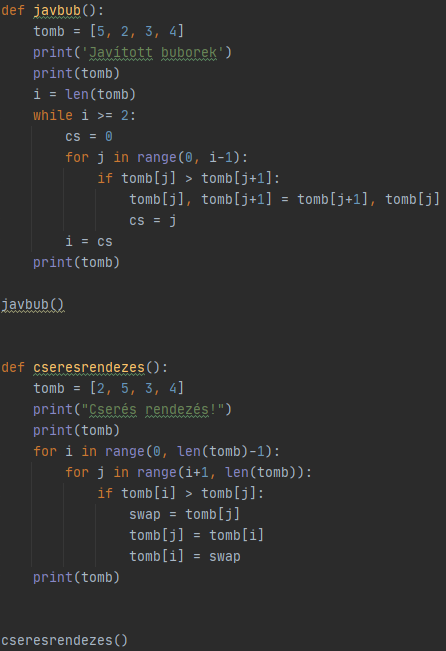 def javbub():
    tomb = [5, 2, 3, 4]
    print('Javított buborek')
    print(tomb)
    i = len(tomb)
    while i >= 2:
        cs = 0
        for j in range(0, i-1):
            if tomb[j] > tomb[j+1]:
                tomb[j], tomb[j+1] = tomb[j+1], tomb[j]
                cs = j
        i = cs
    print(tomb)
javbub()
def cseresrendezes():
    tomb = [2, 5, 3, 4]
    print("Cserés rendezés!")
    print(tomb)
    for i in range(0, len(tomb)-1):
        for j in range(i+1, len(tomb)):
            if tomb[i] > tomb[j]:
                swap = tomb[j]
                tomb[j] = tomb[i]
                tomb[i] = swap
    print(tomb)
cseresrendezes()